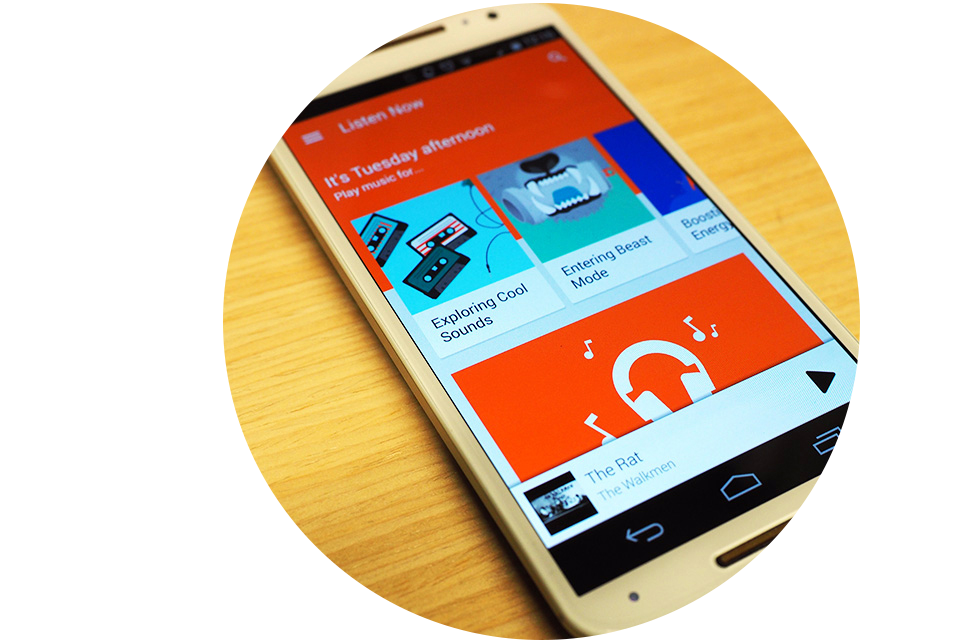 Listen Now
It's Tuesday afternoon
Play music for...
Exploring Cool
Sounds
Entering Beast
Mode
Energy
The Rat
The Walkmen